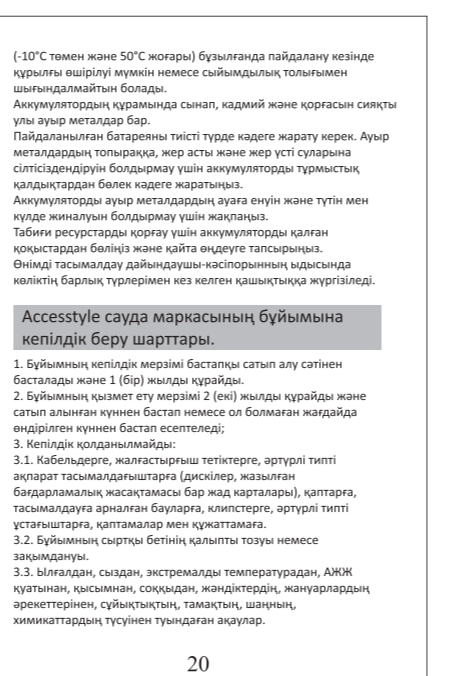 (-10°C төмен және 50°C жоғары) бұзылғанда пайдалану кезінде
құрылғы өшірілуі мүмкін немесе сыйымдылық толығымен
шығындалмайтын болады.
Аккумулятордың құрамында сынап, кадмий және қорғасын сияқты
улы ауыр металдар бар.
Пайдаланылған батареяны тиісті түрде кәдеге жарату керек. Ауыр
металдардың топыраққа, жер асты және жер үсті суларына
сілтісіздендіруін болдырмау үшін аккумуляторды тұрмыстық
қалдықтардан бөлек кәдеге жаратыңыз.
Аккумуляторды ауыр металдардың ауаға енуін және түтін мен
күлде жиналуын болдырмау үшін жақпаңыз.
Табиғи ресурстарды қорғау үшін аккумуляторды қалған
қоқыстардан бөліңіз және қайта өңдеуге тапсырыңыз.
Өнімді тасымалдау дайындаушы-кәсіпорынның ыдысында
көліктің барлық түрлерімен кез келген қашықтыққа жүргізіледі.
Accesstyle сауда маркасының бұйымына
кепілдік беру шарттары.
1. Бұйымның кепілдік мерзімі бастапқы сатып алу сәтінен
басталады және 1 (бір) жылды құрайды.
2. Бұйымның қызмет ету мерзімі 2 (екі) жылды құрайды және
сатып алынған күннен бастап немесе ол болмаған жағдайда
өндірілген күннен бастап есептеледі;
3. Кепілдік қолданылмайды:
3.1. Кабельдерге, жалғастырғыш тетіктерге, әртүрлі типті
ақпарат тасымалдағыштарға (дискілер, жазылған
бағдарламалық жасақтамасы бар жад карталары), қаптарға,
тасымалдауға арналған бауларға, клипстерге, әртүрлі типті
ұстағыштарға, қаптамалар мен құжаттамаға.
3.2. Бұйымның сыртқы бетінің қалыпты тозуы немесе
зақымдануы.
3.3. Ылғалдан, сыздан, экстремалды температурадан, АЖЖ
қуатынан, қысымнан, соққыдан, жәндіктердің, жануарлардың
әрекеттерінен, сұйықтықтың, тамақтың, шаңның,
химикаттардың түсуінен туындаған ақаулар.
20